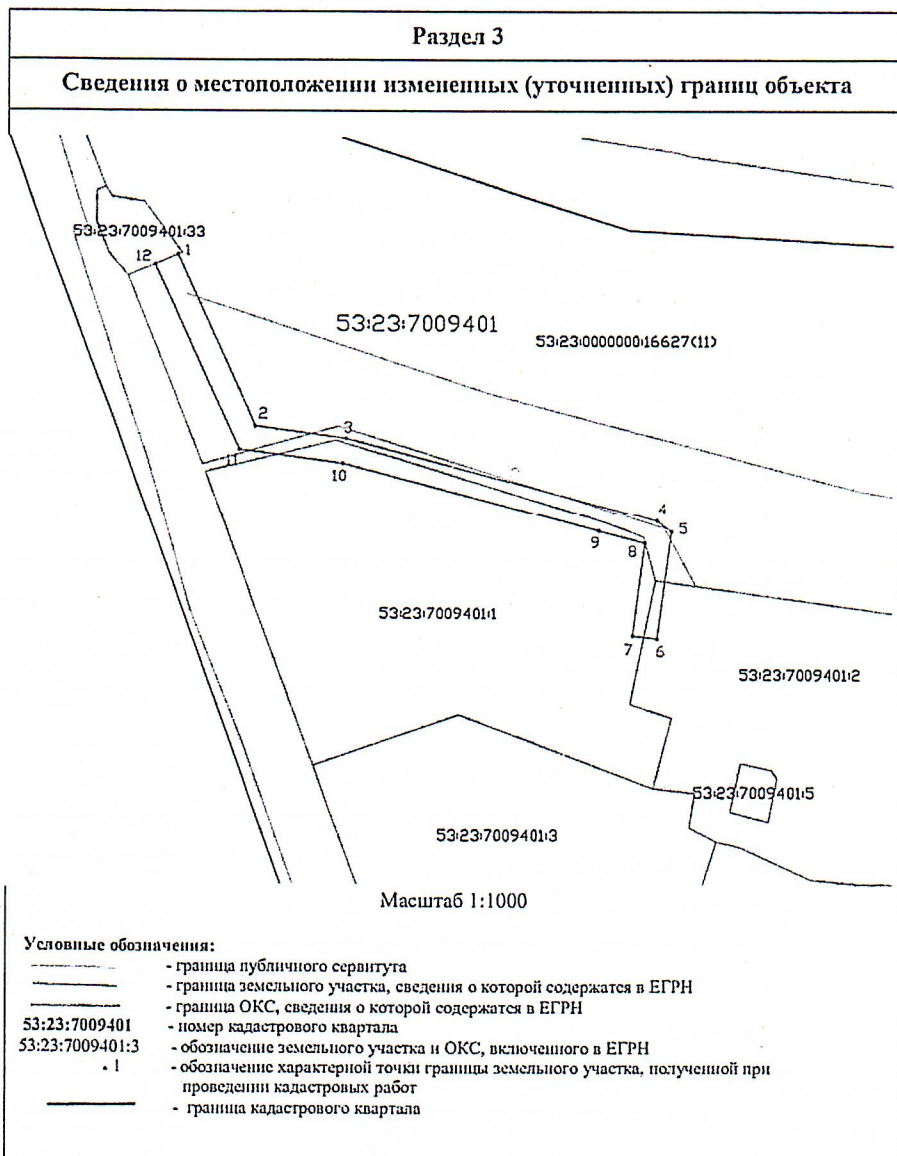 Раздел 3
Сведения о местоположении измененных (уточненных) границ объекта
53:23:7009401:33
12
1
53:23:7009401
53:23:0000000:16627(11)
2
3
11
10
4
5
9
8
53:23:7009401:1
7
6
53:23:7009401:2
53:23:7009401:5
53:23:7009401:3
Масштаб 1:1000
Условные обозначения:
- граница публичного сервитута
- граница земельного участка, сведения о которой содержатся в ЕГРН
- граница ОКС, сведения о которой содержатся в ЕГРН
53:23:7009401 - номер кадастрового квартала
53:23:7009401:3 - обозначение земельного участка и ОКС, включенного в ЕГРН
. 1 - обозначение характерной точки границы земельного участка, полученной при
проведении кадастровых работ
- граница кадастрового квартала